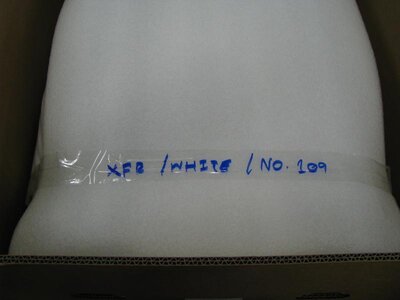 XFB / WHITE / NO. 109